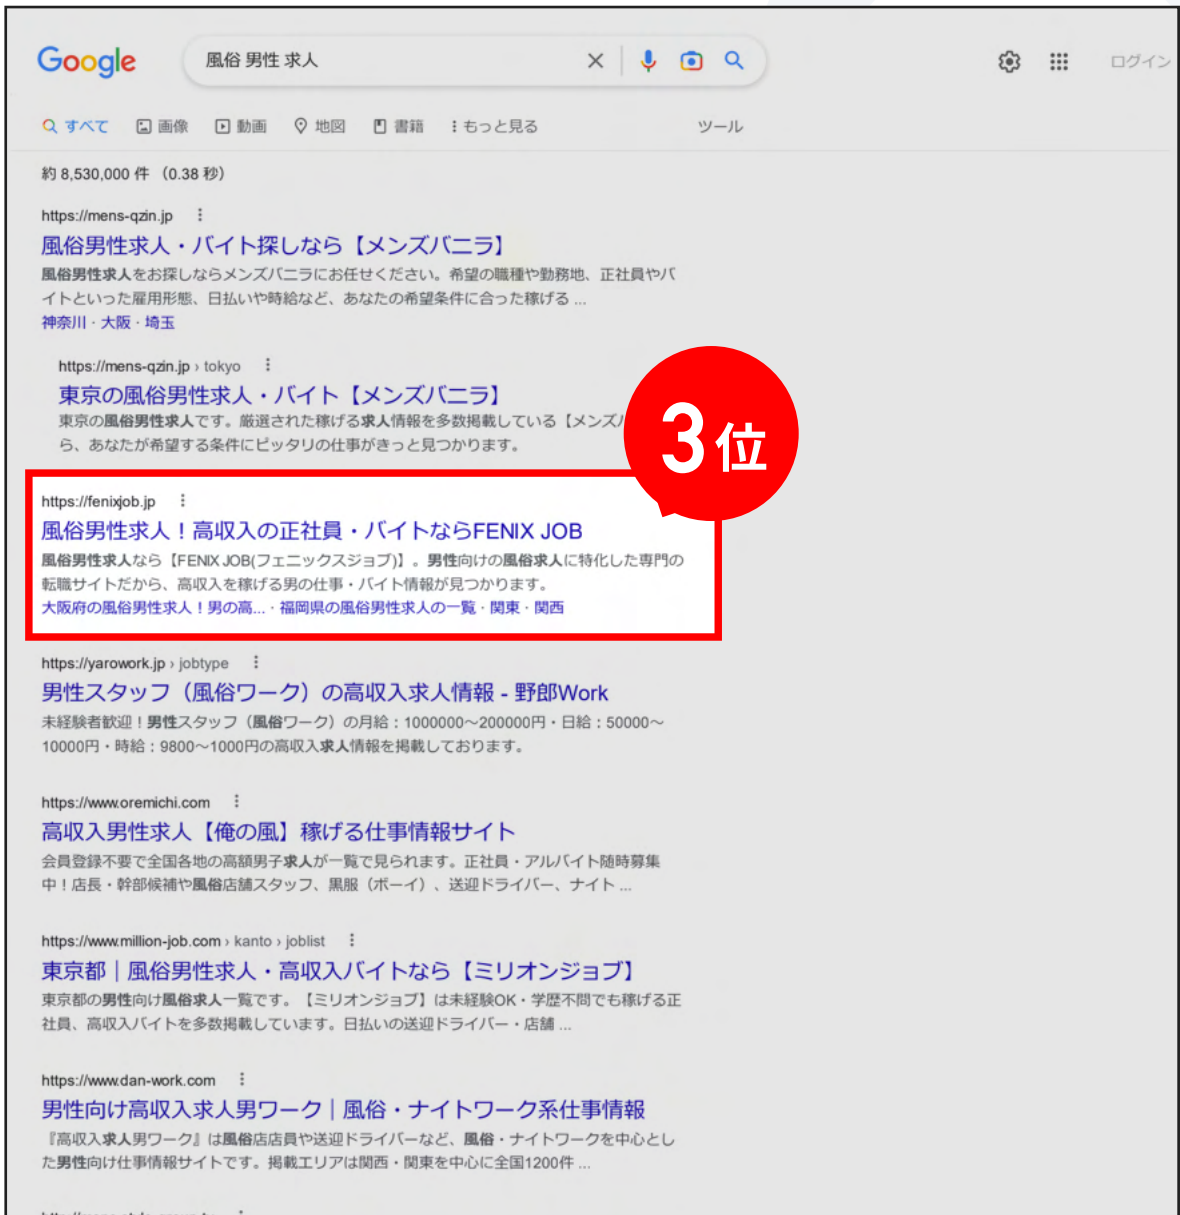 Google
風俗 男性 求人
ログイン
すべて 画像 動画 地図 書籍 もっと見る ツール
約 8,530,000 件 （0.38 秒）
https://mens-qzin.jp
風俗男性求人・バイト探しなら【メンズバニラ】
風俗男性求人をお探しならメンズバニラにお任せください。希望の職種や勤務地、正社員やバ
イトといった雇用形態、日払いや時給など、あなたの希望条件に合った稼げる ...
神奈川 · 大阪 · 埼玉
https://mens-qzin.jp › tokyo
東京の風俗男性求人・バイト【メンズバニラ】
東京の風俗男性求人です。厳選された稼げる求人情報を多数掲載している【メンズ
ら、あなたが希望する条件にピッタリの仕事がきっと見つかります。
3位
https://fenixjob.jp
風俗男性求人！高収入の正社員・バイトならFENIX JOB
風俗男性求人なら【FENIX JOB(フェニックスジョブ)】。男性向けの風俗求人に特化した専門の
転職サイトだから、高収入を稼げる男の仕事・バイト情報が見つかります。
大阪府の風俗男性求人！男の高... · 福岡県の風俗男性求人の一覧 · 関東 · 関西
https://yarowork.jp › jobtype
男性スタッフ（風俗ワーク）の高収入求人情報 - 野郎Work
未経験者歓迎！男性スタッフ（風俗ワーク）の月給：1000000～200000円・日給：50000～
10000円・時給：9800～1000円の高収入求人情報を掲載しております。
https://www.oremichi.com
高収入男性求人【俺の風】稼げる仕事情報サイト
会員登録不要で全国各地の高額男子求人が一覧で見られます。正社員・アルバイト随時募集
中！店長・幹部候補や風俗店舗スタッフ、黒服（ボーイ）、送迎ドライバー、ナイト ...
https://www.million-job.com › kanto › joblist
東京都｜風俗男性求人・高収入バイトなら【ミリオンジョブ】
東京都の男性向け風俗求人一覧です。【ミリオンジョブ】は未経験OK・学歴不問でも稼げる正
社員、高収入バイトを多数掲載しています。日払いの送迎ドライバー・店舗 ...
https://www.dan-work.com
男性向け高収入求人男ワーク｜風俗・ナイトワーク系仕事情報
『高収入求人男ワーク』は風俗店店員や送迎ドライバーなど、風俗・ナイトワークを中心とし
た男性向け仕事情報サイトです。掲載エリアは関西・関東を中心に全国1200件 ...